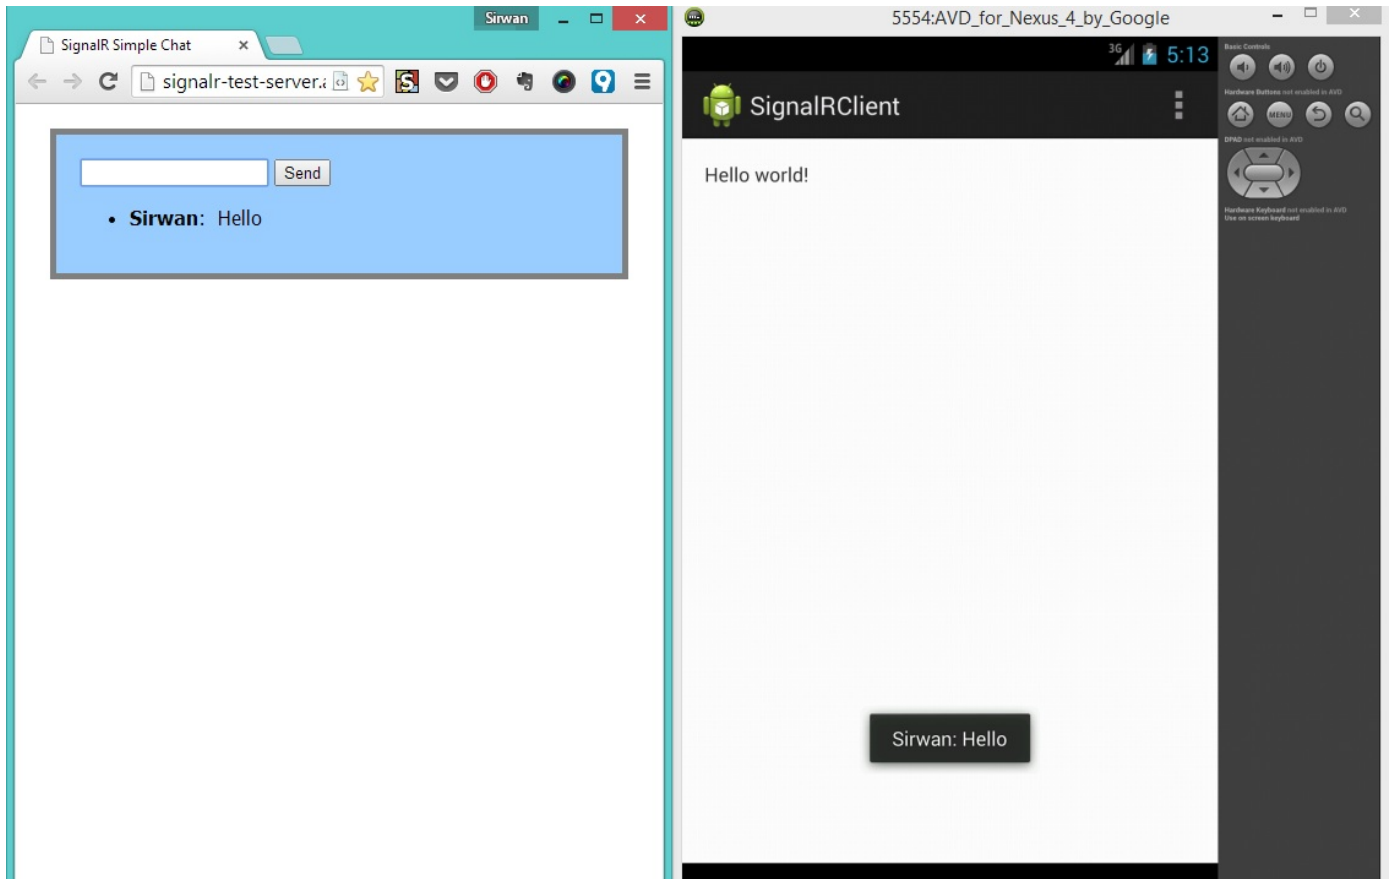 Sirwan
SignalR Simple Chat
signalr-test-server.a
Send
Sirwan: Hello
5554:AVD_for_Nexus_4_by_Google
3G 5:13
SignalRClient
Hello world!
Sirwan: Hello
Basic Controls
Hardware Buttons not enabled in AVD
MENU
DPAD not enabled in AVD
Hardware Keyboard not enabled in AVD
Use on screen keyboard